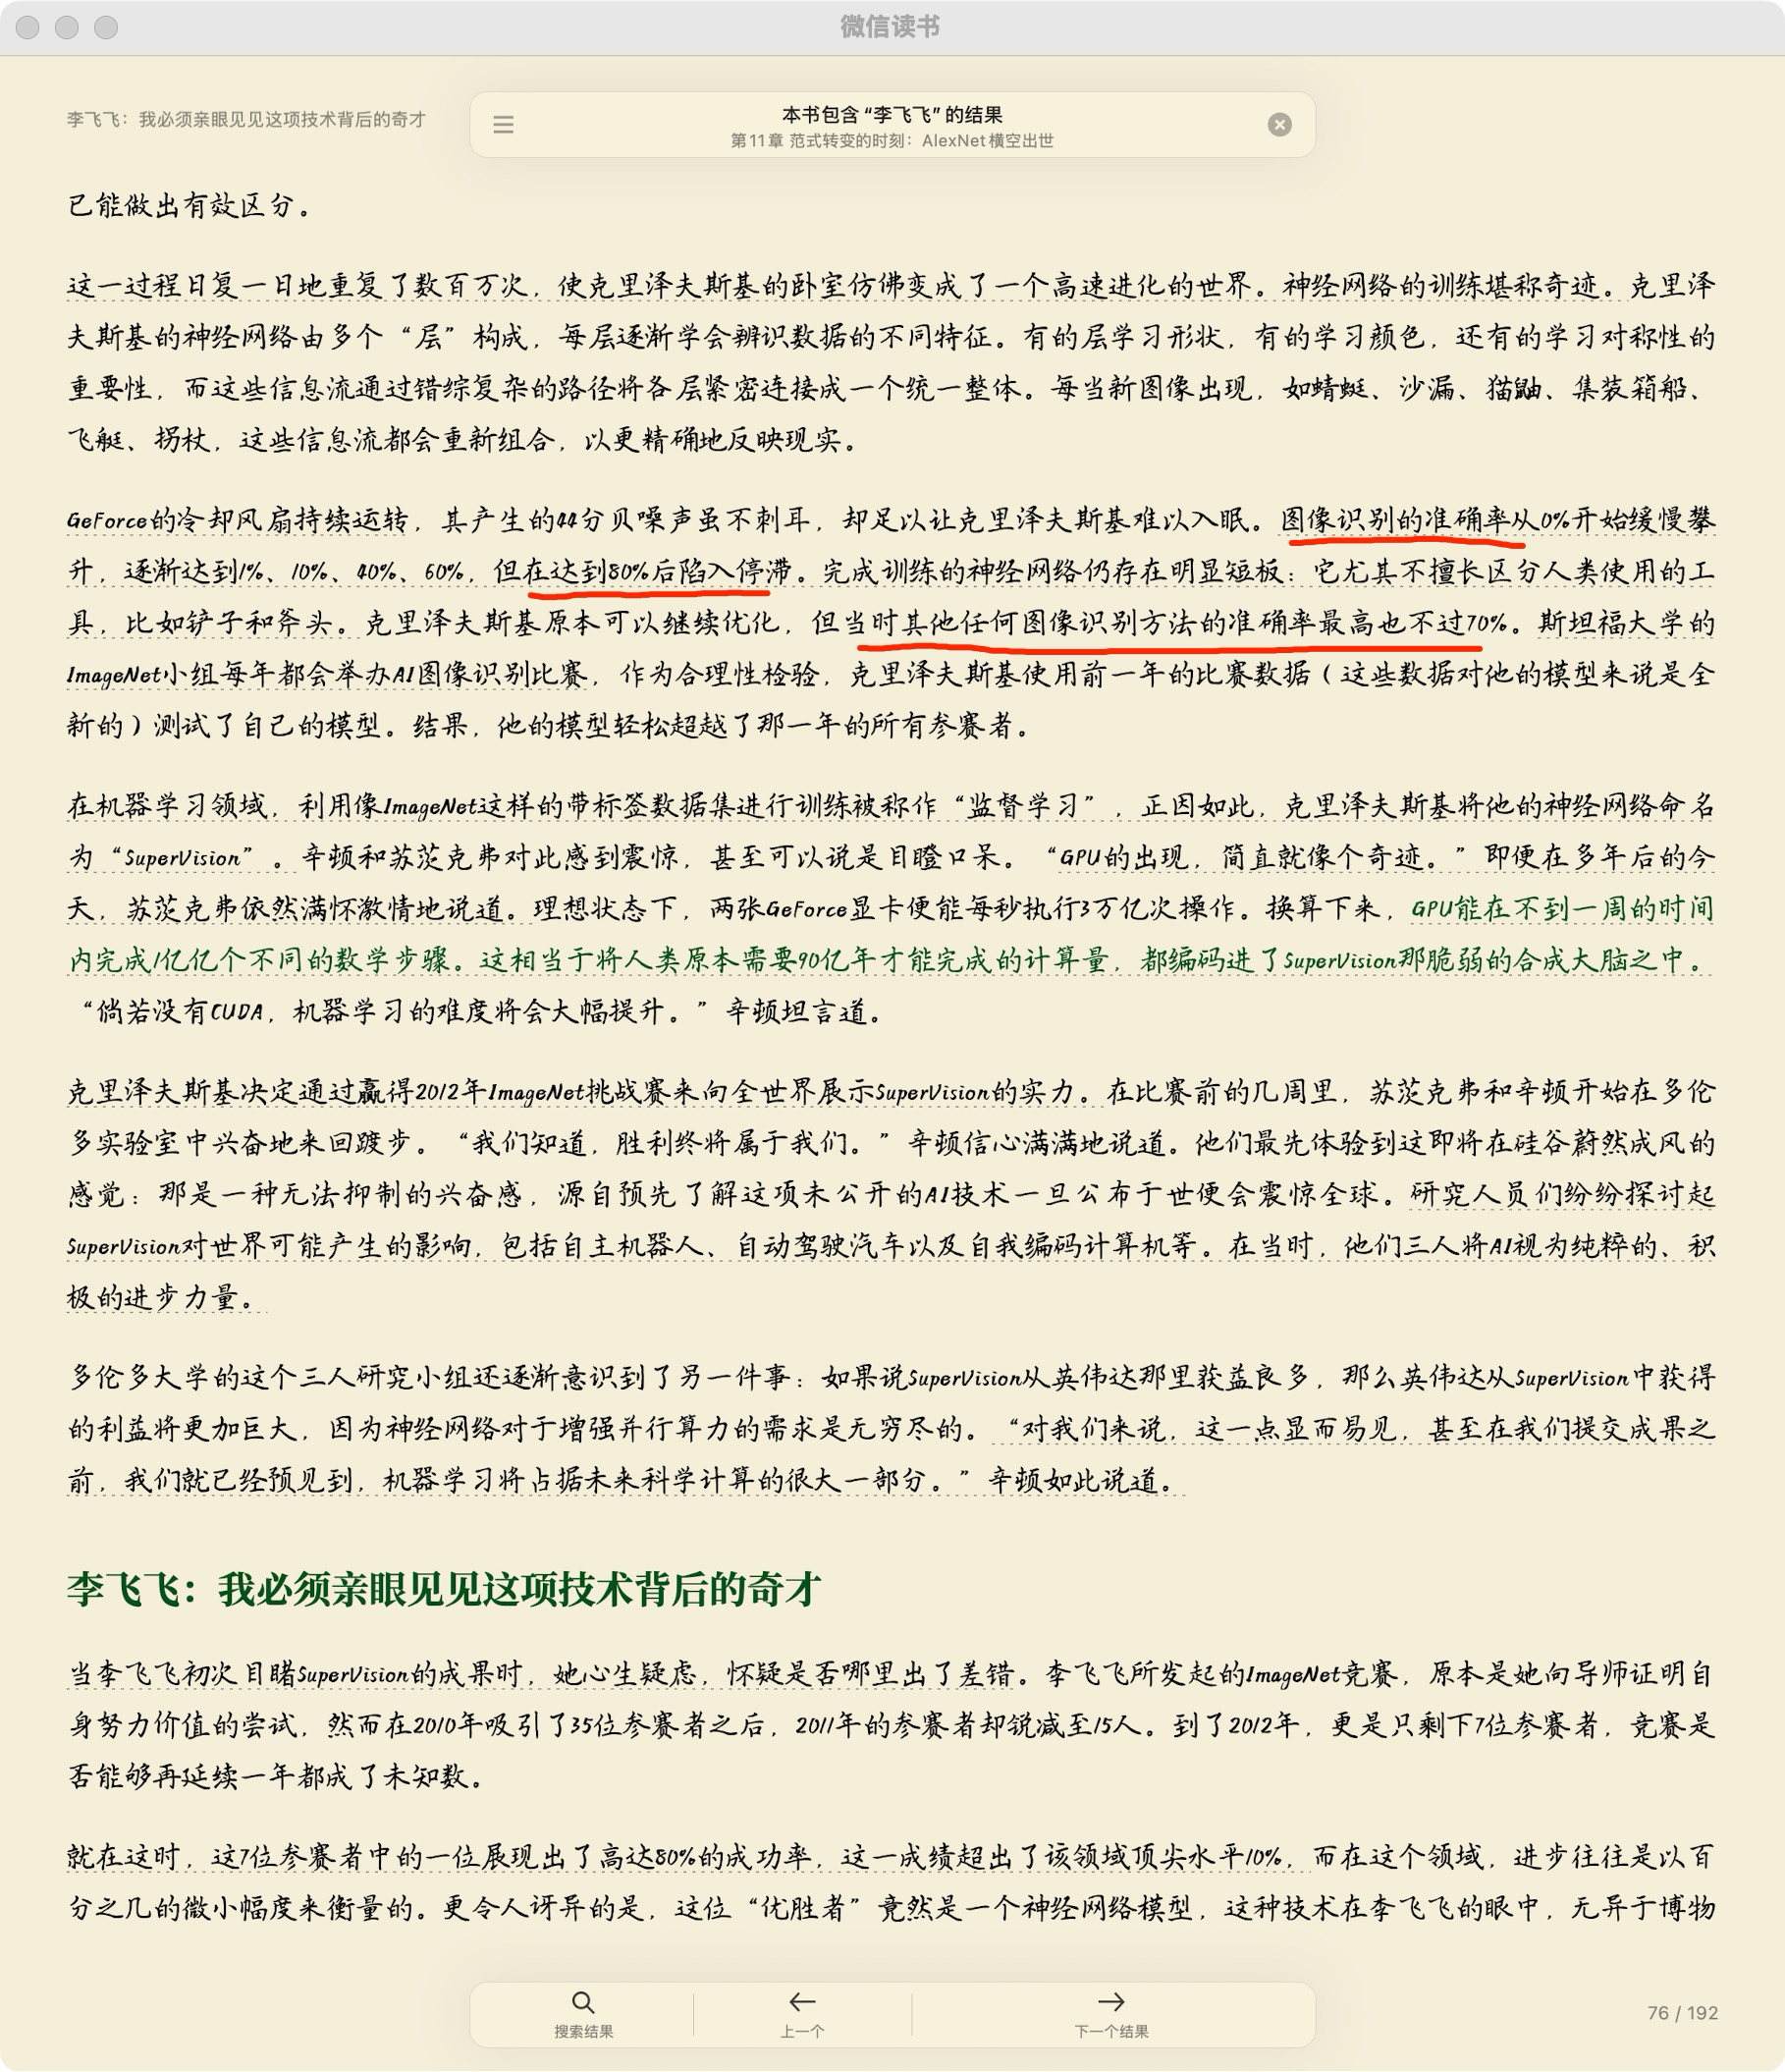 微信读书
李飞飞：我必须亲眼见见这项技术背后的奇才
本书包含“李飞飞”的结果
第11章 范式转变的时刻：AlexNet横空出世
已能做出有效区分。
这一过程日复一日地重复了数百万次，使克里泽夫斯基的卧室仿佛变成了一个高速进化的世界。神经网络的训练堪称奇迹。克里泽
夫斯基的神经网络由多个“层”构成，每层逐渐学会辨识数据的不同特征。有的层学习形状，有的学习颜色，还有的学习对称性的
重要性，而这些信息流通过错综复杂的路径将各层紧密连接成一个统一整体。每当新图像出现，如蜻蜓、沙漏、猫鼬、集装箱船、
飞艇、拐杖，这些信息流都会重新组合，以更精确地反映现实。
GeForce的冷却风扇持续运转，其产生的44分贝噪声虽不刺耳，却足以让克里泽夫斯基难以入眠。图像识别的准确率从0%开始缓慢攀
升，逐渐达到1%、10%、40%、60%，但在达到80%后陷入停滞。完成训练的神经网络仍存在明显短板：它尤其不擅长区分人类使用的工
具，比如铲子和斧头。克里泽夫斯基原本可以继续优化，但当时其他任何图像识别方法的准确率最高也不过70%。斯坦福大学的
ImageNet小组每年都会举办AI图像识别比赛，作为合理性检验，克里泽夫斯基使用前一年的比赛数据（这些数据对他的模型来说是全
新的）测试了自己的模型。结果，他的模型轻松超越了那一年的所有参赛者。
在机器学习领域，利用像ImageNet这样的带标签数据集进行训练被称作“监督学习”，正因如此，克里泽夫斯基将他的神经网络命名
为“SuperVision”。辛顿和苏茨克弗对此感到震惊，甚至可以说是目瞪口呆。“GPU的出现，简直就像个奇迹。”即便在多年后的今
天，苏茨克弗依然满怀激情地说道。理想状态下，两张GeForce显卡便能每秒执行3万亿次操作。换算下来，GPU能在不到一周的时间
内完成1亿亿个不同的数学步骤。这相当于将人类原本需要90亿年才能完成的计算量，都编码进了SuperVision那脆弱的合成大脑之中。
“倘若没有CUDA，机器学习的难度将会大幅提升。”辛顿坦言道。
克里泽夫斯基决定通过赢得2012年ImageNet挑战赛来向全世界展示SuperVision的实力。在比赛前的几周里，苏茨克弗和辛顿开始在多伦
多实验室中兴奋地来回踱步。“我们知道，胜利终将属于我们。”辛顿信心满满地说道。他们最先体验到这即将在硅谷蔚然成风的
感觉：那是一种无法抑制的兴奋感，源自预先了解这项未公开的AI技术一旦公布于世便会震惊全球。研究人员们纷纷探讨起
SuperVision对世界可能产生的影响，包括自主机器人、自动驾驶汽车以及自我编码计算机等。在当时，他们三人将AI视为纯粹的、积
极的进步力量。
多伦多大学的这个三人研究小组还逐渐意识到了另一件事：如果说SuperVision从英伟达那里获益良多，那么英伟达从SuperVision中获得
的利益将更加巨大，因为神经网络对于增强并行算力的需求是无穷尽的。“对我们来说，这一点显而易见，甚至在我们提交成果之
前，我们就已经预见到，机器学习将占据未来科学计算的很大一部分。”辛顿如此说道。
李飞飞：我必须亲眼见见这项技术背后的奇才
当李飞飞初次目睹SuperVision的成果时，她心生疑虑，怀疑是否哪里出了差错。李飞飞所发起的ImageNet竞赛，原本是她向导师证明自
身努力价值的尝试，然而在2010年吸引了35位参赛者之后，2011年的参赛者却锐减至15人。到了2012年，更是只剩下7位参赛者，竞赛是
否能够再延续一年都成了未知数。
就在这时，这7位参赛者中的一位展现出了高达80%的成功率，这一成绩超出了该领域顶尖水平10%，而在这个领域，进步往往是以百
分之几的微小幅度来衡量的。更令人讶异的是，这位“优胜者”竟然是一个神经网络模型，这种技术在李飞飞的眼中，无异于博物
搜索结果
上一个
下一个结果
76 / 192